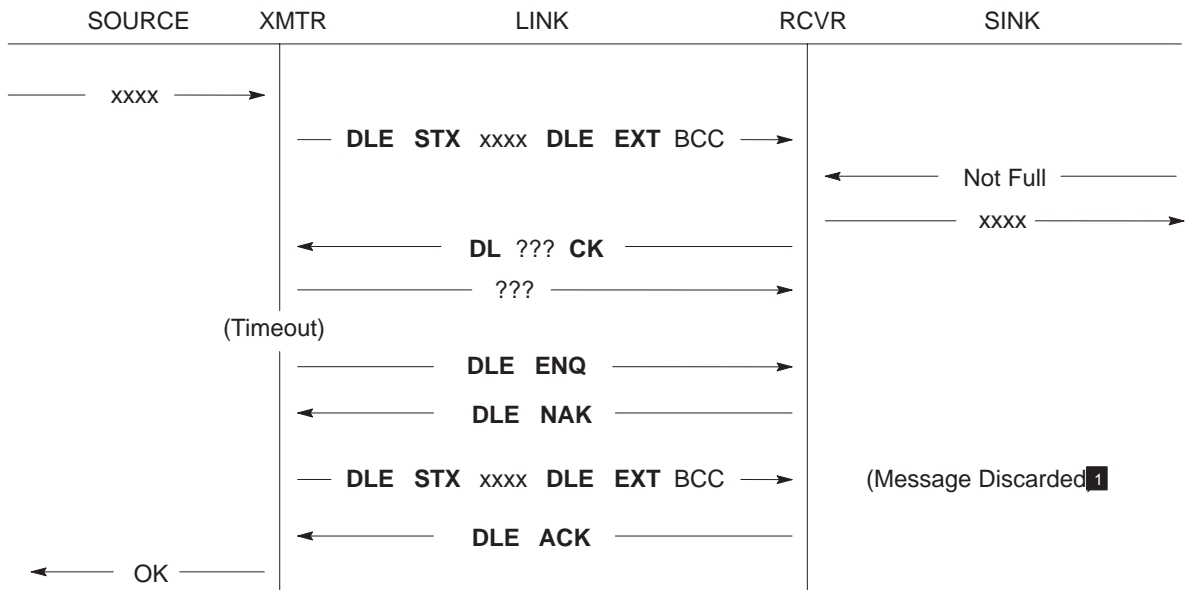 SOURCE XMTR LINK RCVR SINK
xxxx
DLE STX xxxx DLE EXT BCC
Not Full
xxxx
DL ??? CK
???
(Timeout)
DLE ENQ
DLE NAK
DLE STX xxxx DLE EXT BCC (Message Discarded) 1
DLE ACK
OK